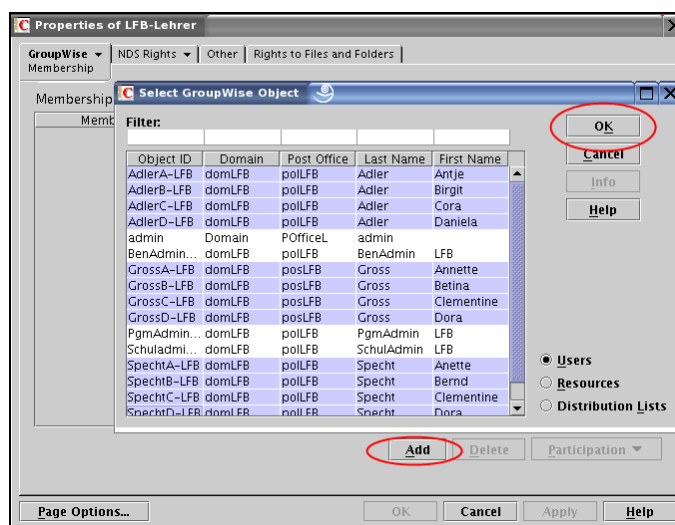 Properties of LFB-Lehrer
GroupWise NDS Rights Other Rights to Files and Folders
Membership
Membership
Memb
Select GroupWise Object
Filter:
OK
Cancel
Info
Help
Object ID Domain Post Office Last Name First Name
AdlerA-LFB domLFB polLFB Adler Antje
AdlerB-LFB domLFB polLFB Adler Birgit
AdlerC-LFB domLFB polLFB Adler Cora
AdlerD-LFB domLFB polLFB Adler Daniela
admin Domain POfficeL admin
BenAdmin... domLFB polLFB BenAdmin LFB
GrossA-LFB domLFB posLFB Gross Annette
GrossB-LFB domLFB posLFB Gross Betina
GrossC-LFB domLFB posLFB Gross Clementine
GrossD-LFB domLFB posLFB Gross Dora
PgmAdmin... domLFB polLFB PgmAdmin LFB
Schuladmi... domLFB polLFB SchulAdmin LFB
SpechtA-LFB domLFB polLFB Specht Anette
SpechtB-LFB domLFB polLFB Specht Bernd
SpechtC-LFB domLFB polLFB Specht Clementine
SpechtD-LFB domLFB polLFB Specht Dora
Users
Resources
Distribution Lists
Add Delete Participation
Page Options... OK Cancel Apply Help